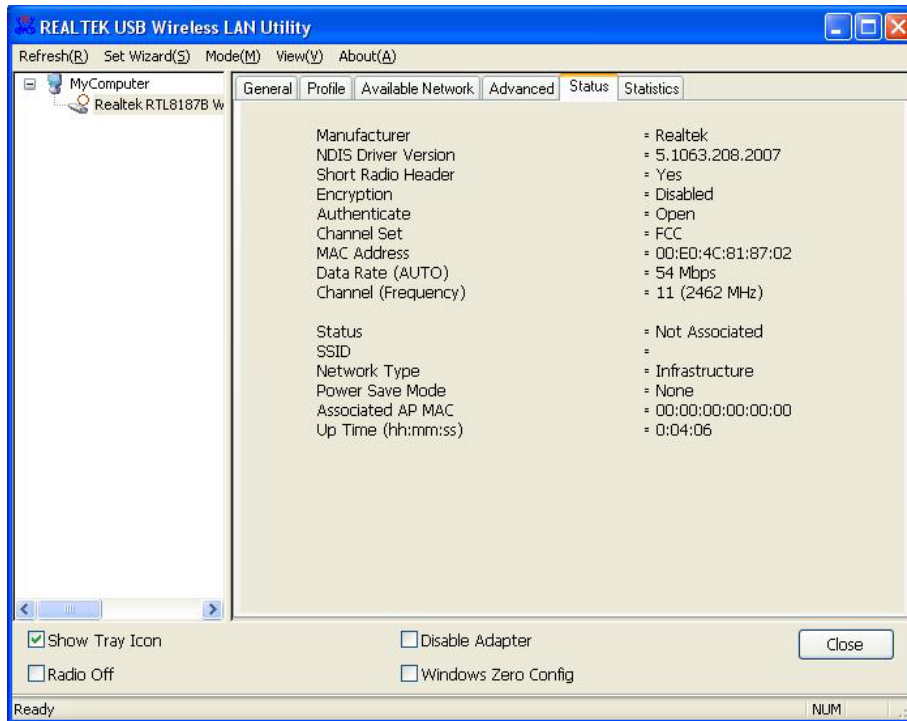 REALTEK USB Wireless LAN Utility
Refresh(R) Set Wizard(S) Mode(M) View(V) About(A)
MyComputer
Realtek RTL8187B W
General Profile Available Network Advanced Status Statistics
Manufacturer = Realtek
NDIS Driver Version = 5.1063.208.2007
Short Radio Header = Yes
Encryption = Disabled
Authenticate = Open
Channel Set = FCC
MAC Address = 00:E0:4C:81:87:02
Data Rate (AUTO) = 54 Mbps
Channel (Frequency) = 11 (2462 MHz)
Status = Not Associated
SSID =
Network Type = Infrastructure
Power Save Mode = None
Associated AP MAC = 00:00:00:00:00:00
Up Time (hh:mm:ss) = 0:04:06
Show Tray Icon Disable Adapter Close
Radio Off Windows Zero Config
Ready NUM